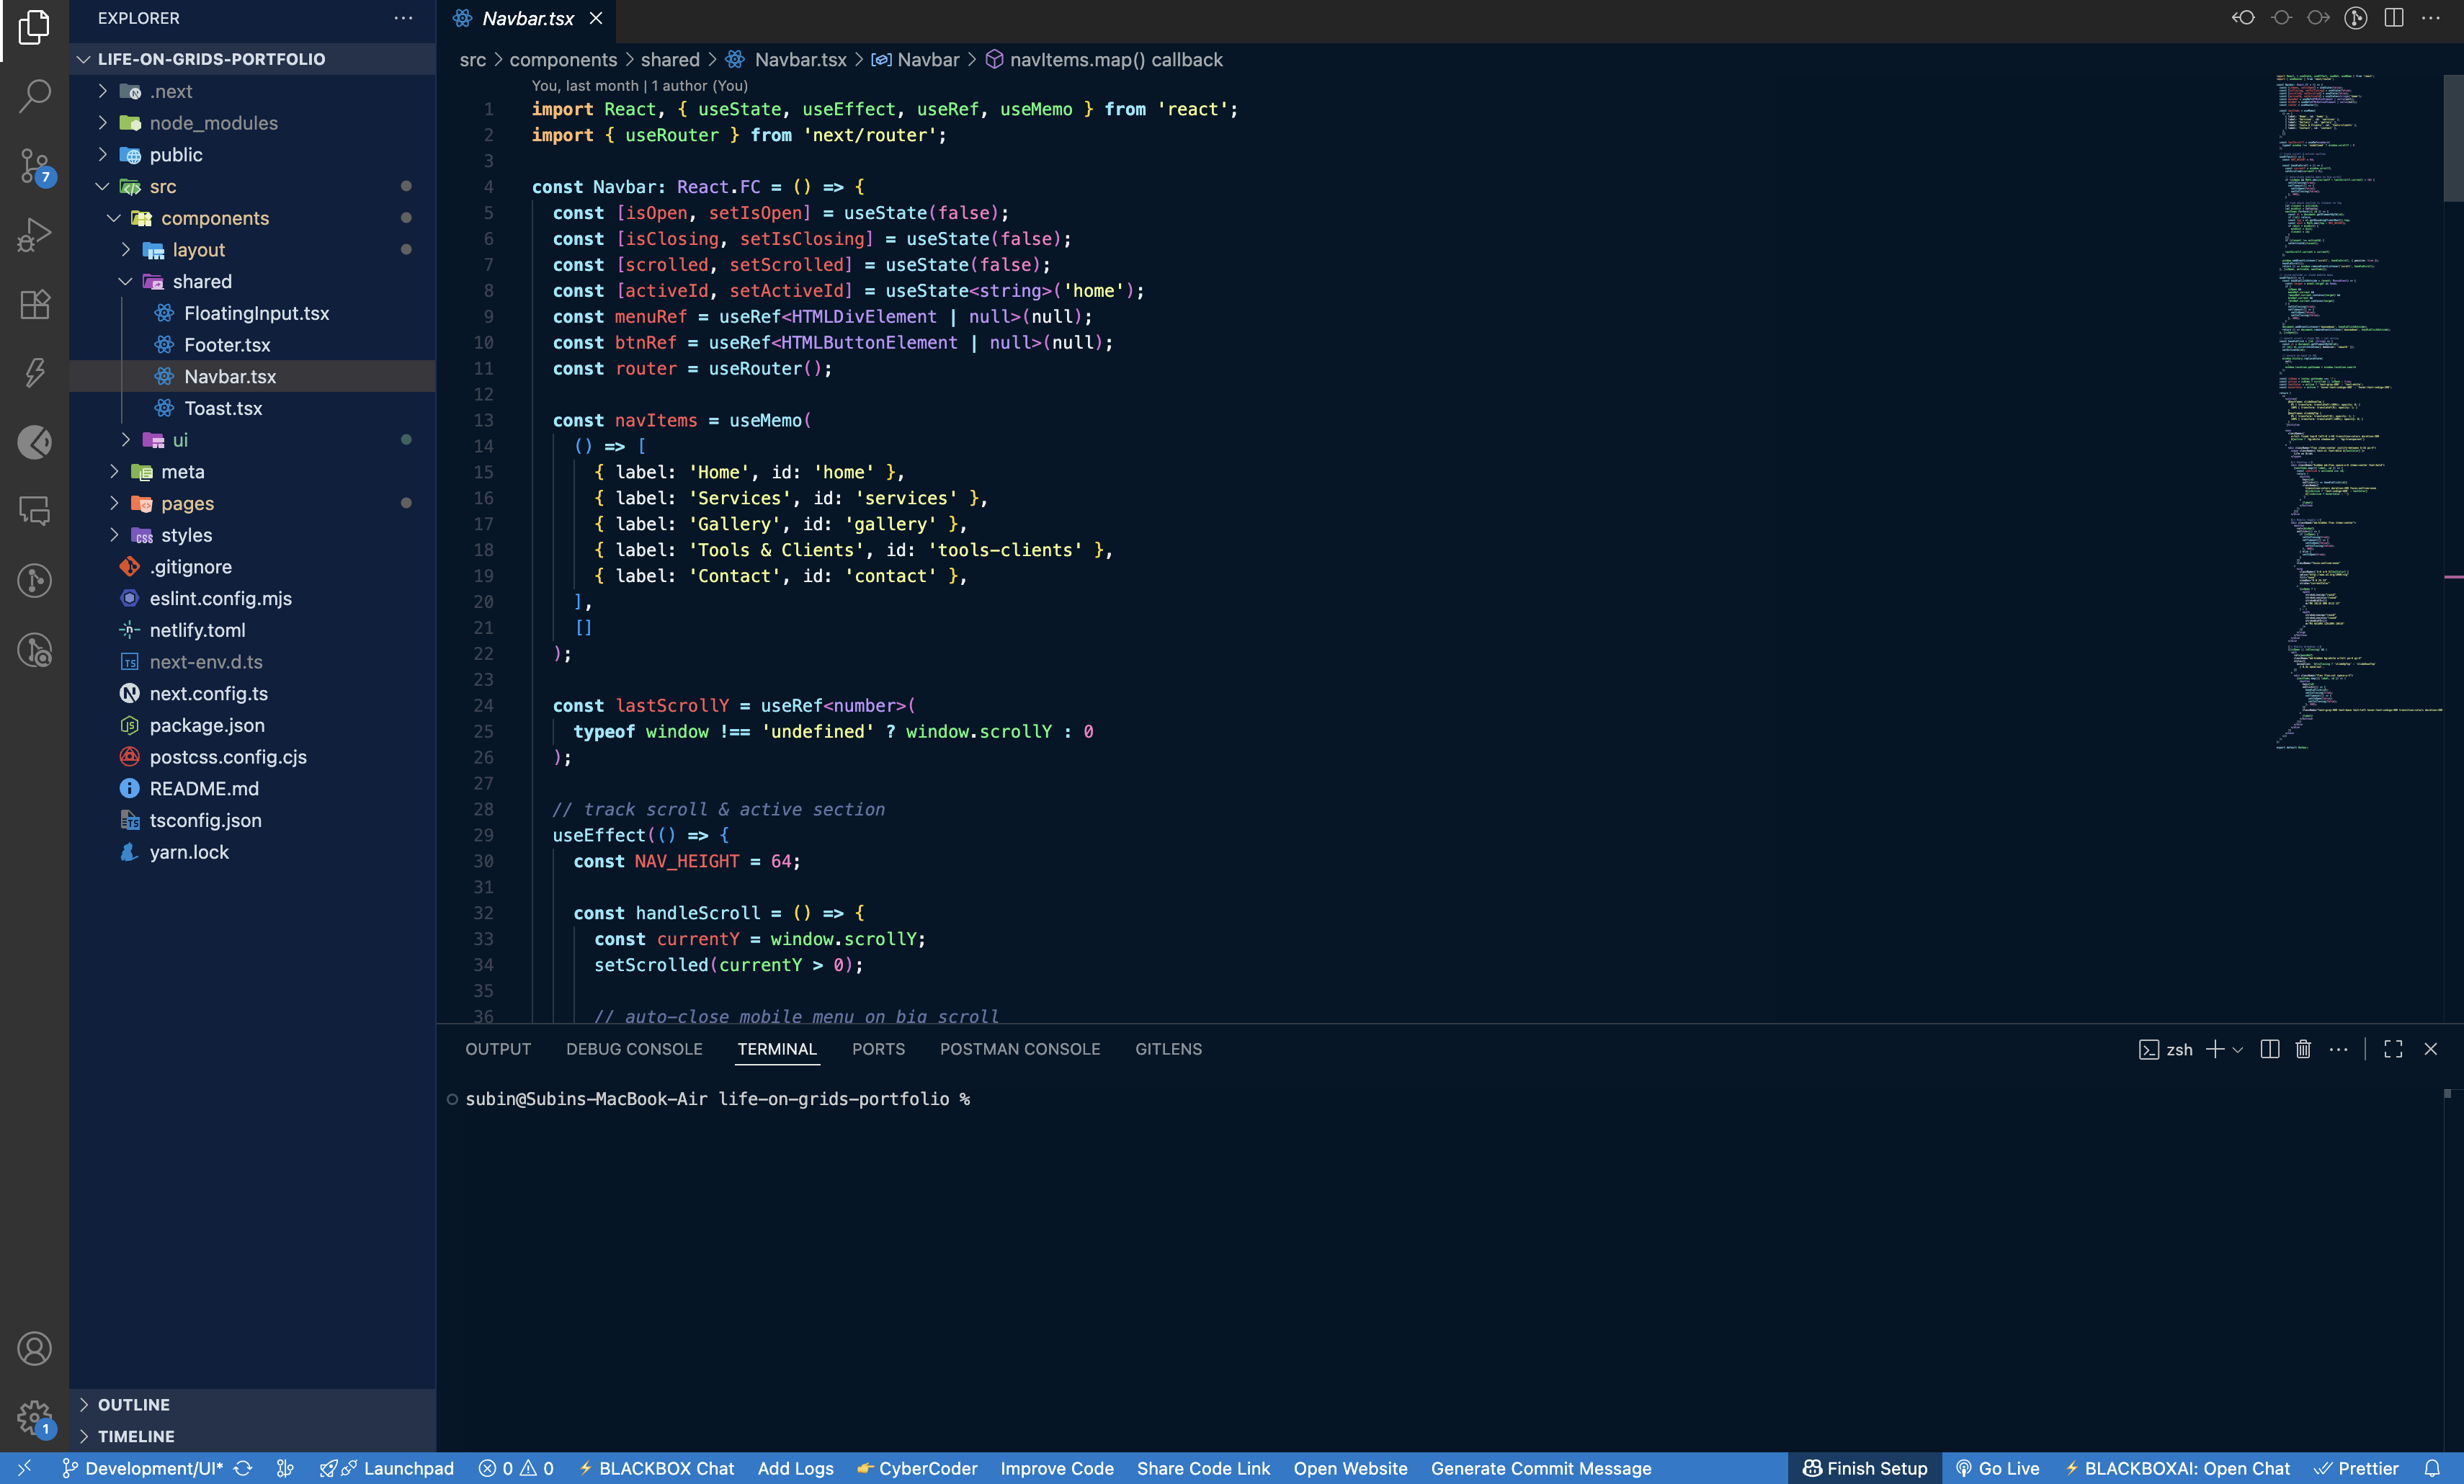 EXPLORER
LIFE-ON-GRIDS-PORTFOLIO
.next
node_modules
public
src
components
layout
shared
FloatingInput.tsx
Footer.tsx
Navbar.tsx
Toast.tsx
ui
meta
pages
styles
.gitignore
eslint.config.mjs
netlify.toml
next-env.d.ts
next.config.ts
package.json
postcss.config.cjs
README.md
tsconfig.json
yarn.lock
OUTLINE
TIMELINE
7
1
Navbar.tsx
src > components > shared > Navbar.tsx > Navbar > navItems.map() callback
You, last month | 1 author (You)
1 import React, { useState, useEffect, useRef, useMemo } from 'react';
2 import { useRouter } from 'next/router';
3
4 const Navbar: React.FC = () => {
5 const [isOpen, setIsOpen] = useState(false);
6 const [isClosing, setIsClosing] = useState(false);
7 const [scrolled, setScrolled] = useState(false);
8 const [activeId, setActiveId] = useState<string>('home');
9 const menuRef = useRef<HTMLDivElement | null>(null);
10 const btnRef = useRef<HTMLButtonElement | null>(null);
11 const router = useRouter();
12
13 const navItems = useMemo(
14 () => [
15 { label: 'Home', id: 'home' },
16 { label: 'Services', id: 'services' },
17 { label: 'Gallery', id: 'gallery' },
18 { label: 'Tools & Clients', id: 'tools-clients' },
19 { label: 'Contact', id: 'contact' },
20 ],
21 []
22 );
23
24 const lastScrollY = useRef<number>(
25 typeof window !== 'undefined' ? window.scrollY : 0
26 );
27
28 // track scroll & active section
29 useEffect(() => {
30 const NAV_HEIGHT = 64;
31
32 const handleScroll = () => {
33 const currentY = window.scrollY;
34 setScrolled(currentY > 0);
35
36 // auto-close mobile menu on big scroll
OUTPUT DEBUG CONSOLE TERMINAL PORTS POSTMAN CONSOLE GITLENS
zsh
subin@Subins-MacBook-Air life-on-grids-portfolio %
Development/UI* Launchpad 0 0 BLACKBOX Chat Add Logs CyberCoder Improve Code Share Code Link Open Website Generate Commit Message Finish Setup Go Live BLACKBOXAI: Open Chat Prettier